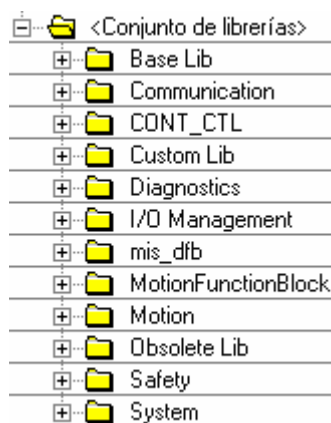 <Conjunto de librerías>
Base Lib
Communication
CONT_CTL
Custom Lib
Diagnostics
I/O Management
mis_dfb
MotionFunctionBlock
Motion
Obsolete Lib
Safety
System